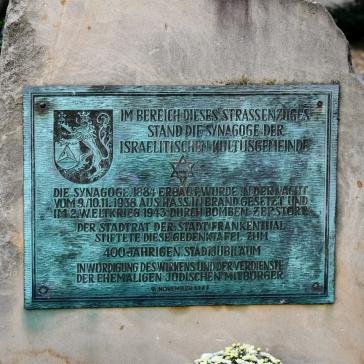 IM BEREICH DIESES STRASSENZUGES
STAND DIE SYNAGOGE DER
ISRAELITISCHEN KULTUSGEMEINDE
DIE SYNAGOGE, 1884 ERBAUT, WURDE IN DER NACHT
VOM 9./10.11.1938 AUS HASS IN BRAND GESETZT UND
IM 2. WELTKRIEG 1943 DURCH BOMBEN ZERSTÖRT
DER STADTRAT DER STADT FRANKENTHAL
STIFTETE DIESE GEDENKTAFEL ZUM
400-JÄHRIGEN STADTJUBILÄUM
IN WÜRDIGUNG DES WIRKENS UND DER VERDIENSTE
DER EHEMALIGEN JÜDISCHEN MITBÜRGER
NOVEMBER